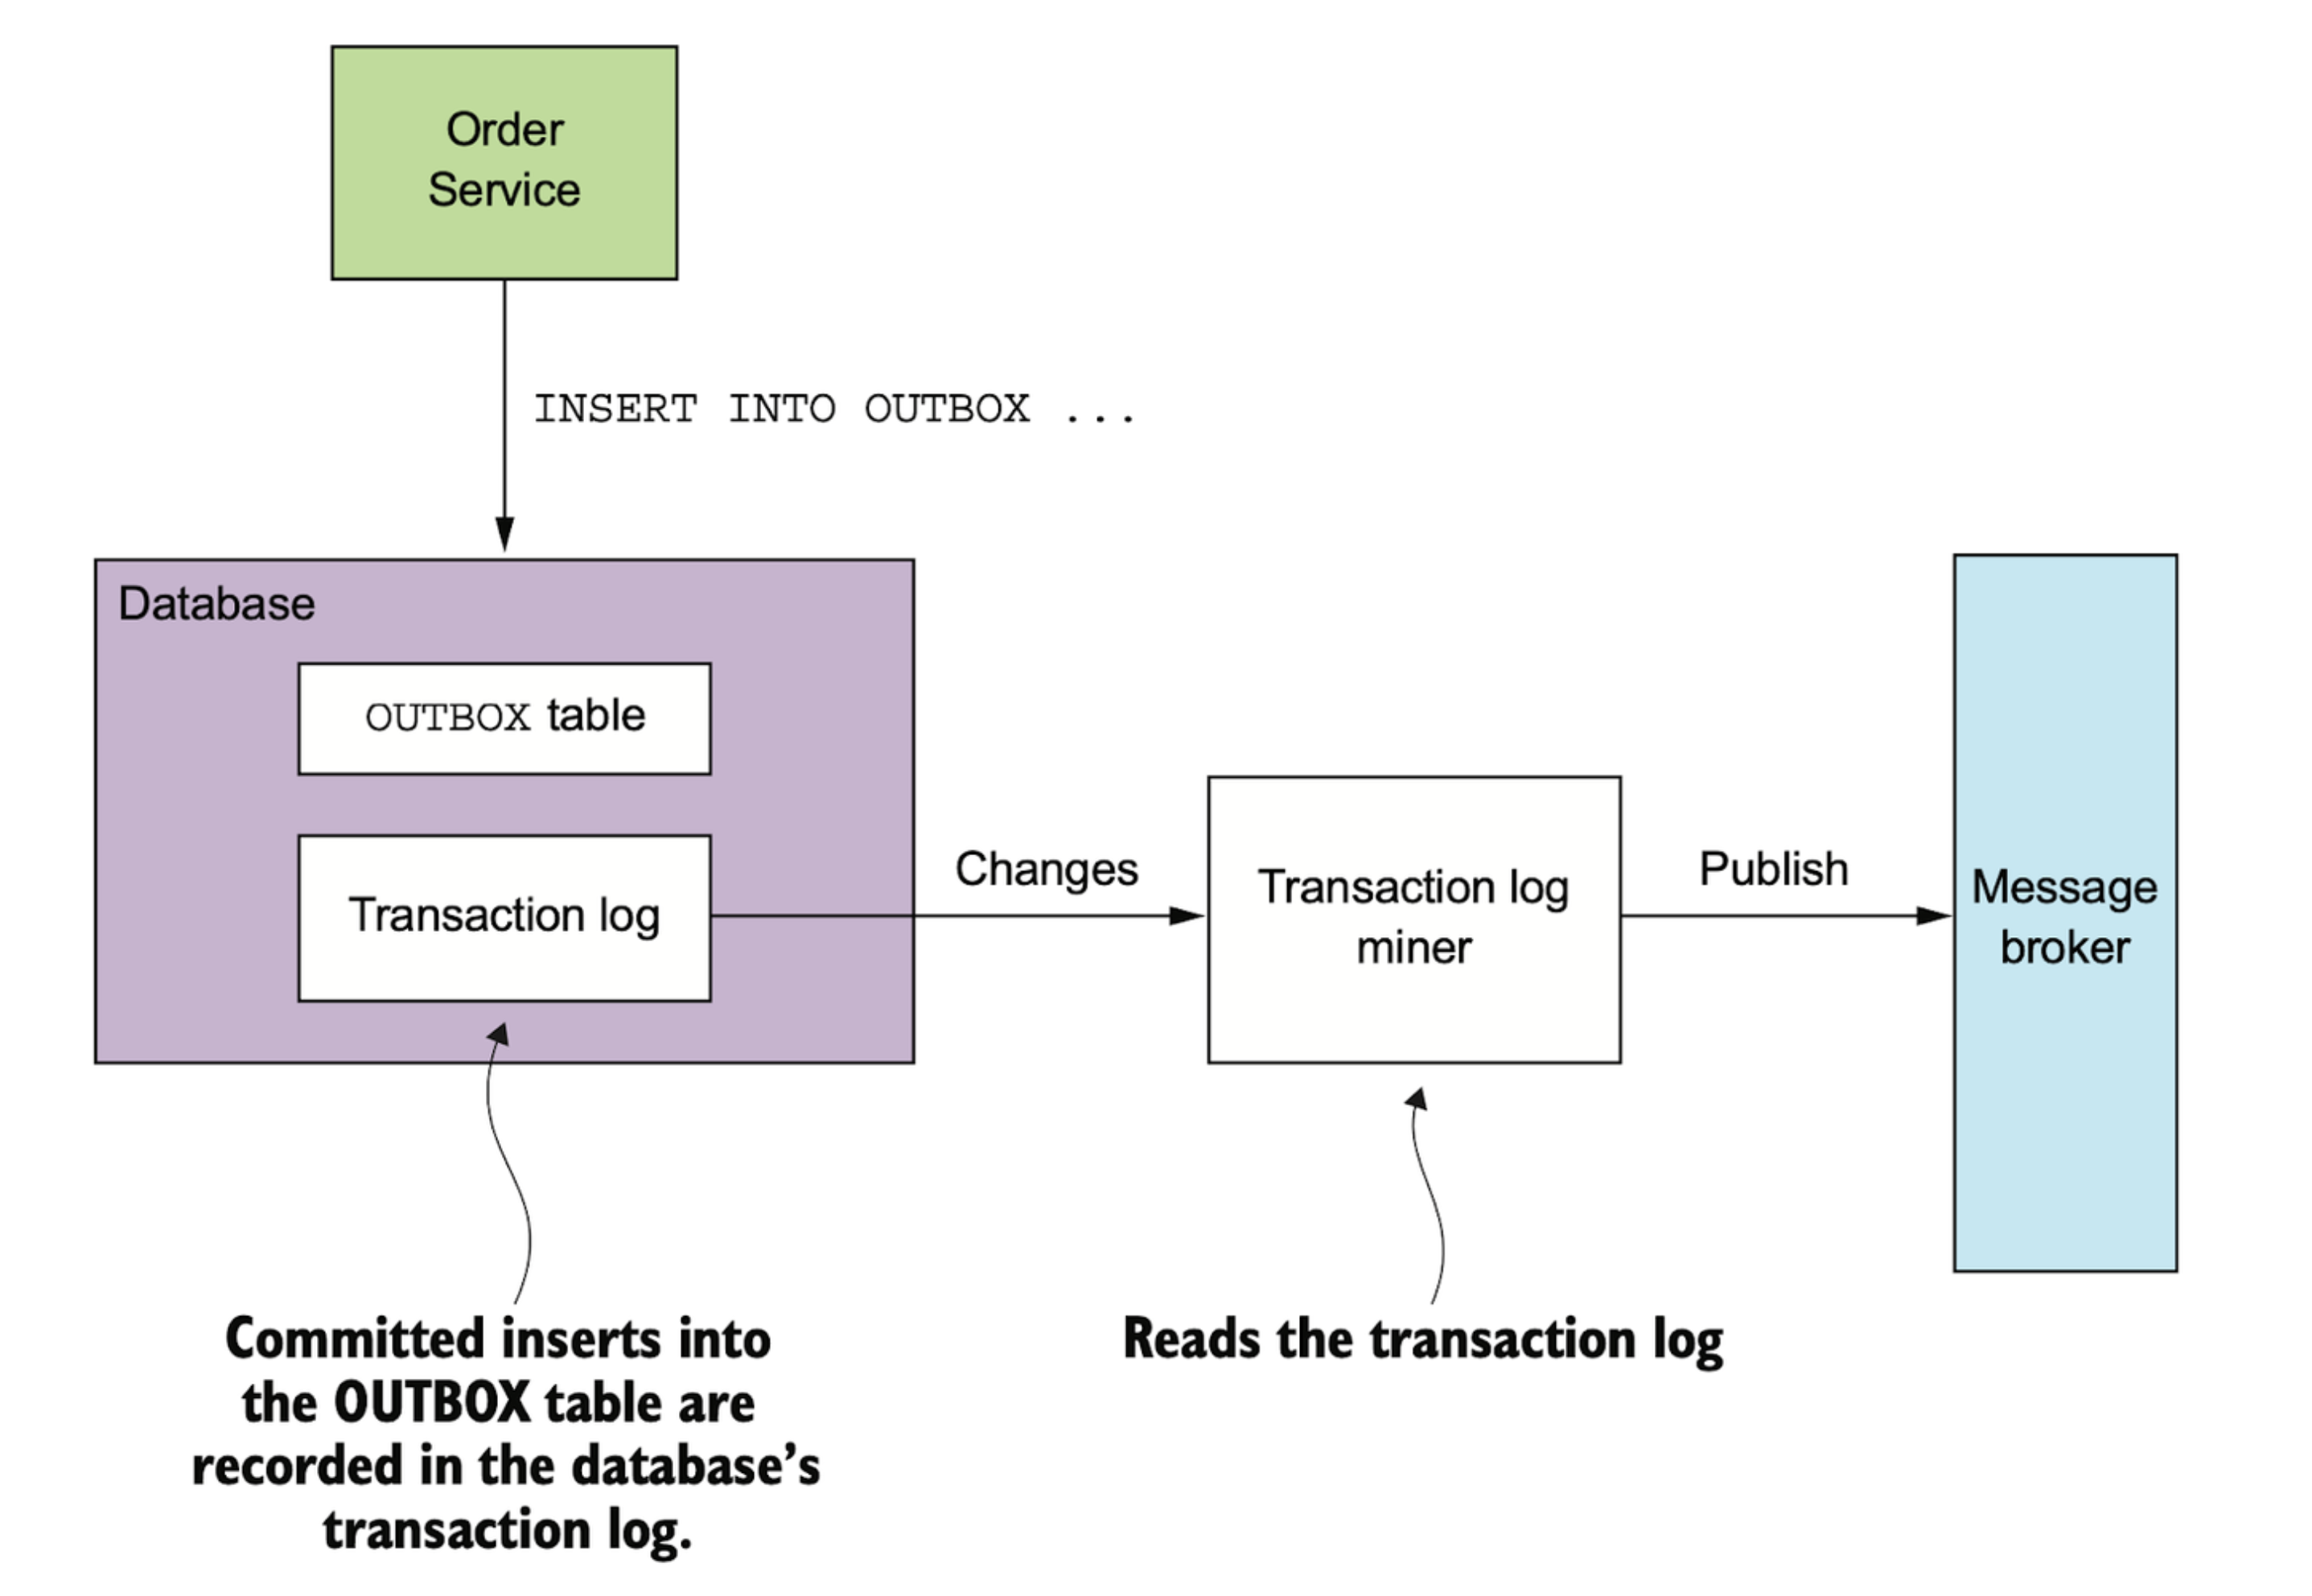 Order
Service
INSERT INTO OUTBOX ...
Database
OUTBOX table
Transaction log
Changes
Transaction log
miner
Publish
Message
broker
Committed inserts into
the OUTBOX table are
recorded in the database’s
transaction log.
Reads the transaction log